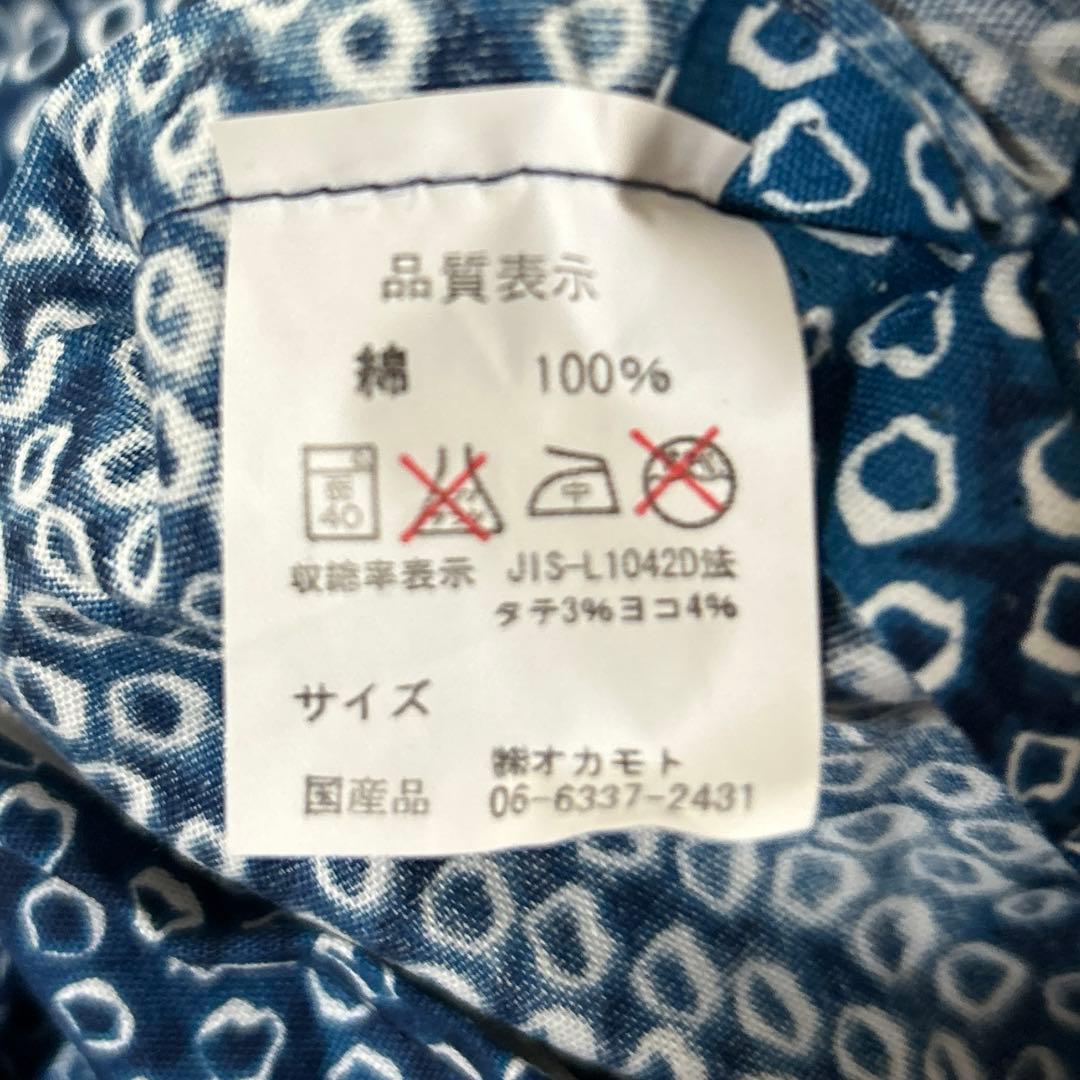 品質表示
綿 100%
40 中
収縮率表示 JIS-L1042D法
タテ3%ヨコ4%
サイズ
㈱オカモト
国産品 06-6337-2431